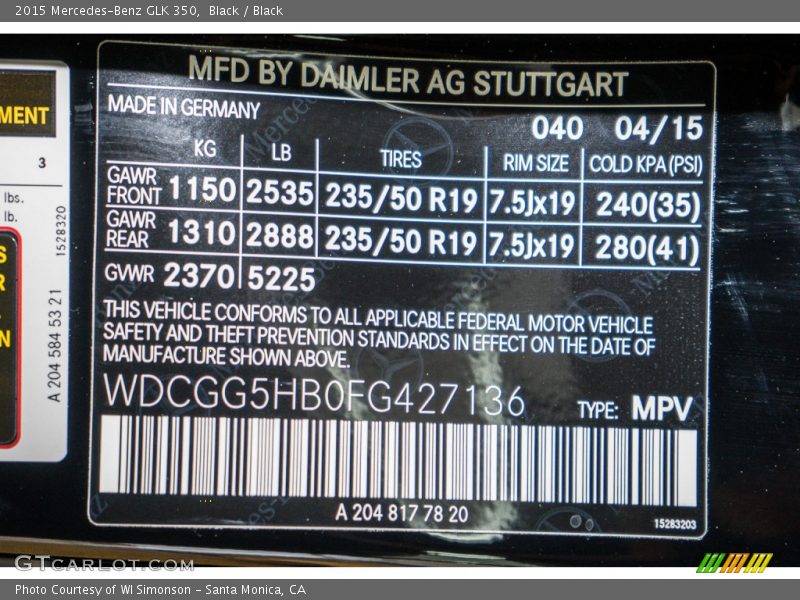 2015 Mercedes-Benz GLK 350,  Black / Black
MENT
3
lbs.
lb.
1528320
S
R
N
A 204 584 53 21
MFD BY DAIMLER AG STUTTGART
MADE IN GERMANY
040 04/15
KG LB TIRES RIM SIZE COLD KPA (PSI)
GAWR FRONT 1150 2535 235/50 R19 7.5Jx19 240(35)
GAWR REAR 1310 2888 235/50 R19 7.5Jx19 280(41)
GVWR 2370 5225
THIS VEHICLE CONFORMS TO ALL APPLICABLE FEDERAL MOTOR VEHICLE
SAFETY AND THEFT PREVENTION STANDARDS IN EFFECT ON THE DATE OF
MANUFACTURE SHOWN ABOVE.
WDCGG5HB0FG427136 TYPE: MPV
A 204 817 78 20
15283203
GTCARLOT.COM
Photo Courtesy of WI Simonson – Santa Monica, CA